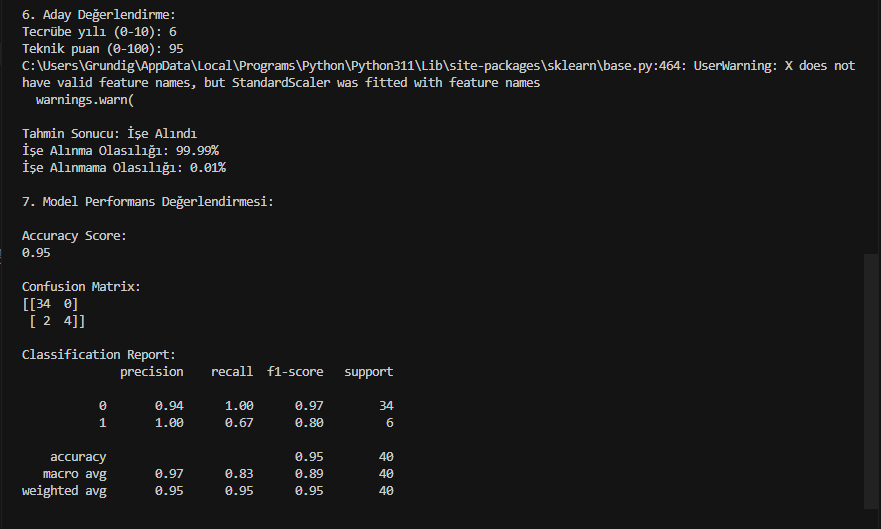 6. Aday Değerlendirme:
Tecrübe yılı (0-10): 6
Teknik puan (0-100): 95
C:\Users\Grundig\AppData\Local\Programs\Python\Python311\Lib\site-packages\sklearn\base.py:464: UserWarning: X does not
have valid feature names, but StandardScaler was fitted with feature names
  warnings.warn(

Tahmin Sonucu: İşe Alındı
İşe Alınma Olasılığı: 99.99%
İşe Alınmama Olasılığı: 0.01%

7. Model Performans Değerlendirmesi:

Accuracy Score:
0.95

Confusion Matrix:
[[34  0]
 [ 2  4]]

Classification Report:
              precision    recall  f1-score   support

           0       0.94      1.00      0.97        34
           1       1.00      0.67      0.80         6

    accuracy                           0.95        40
   macro avg       0.97      0.83      0.89        40
weighted avg       0.95      0.95      0.95        40